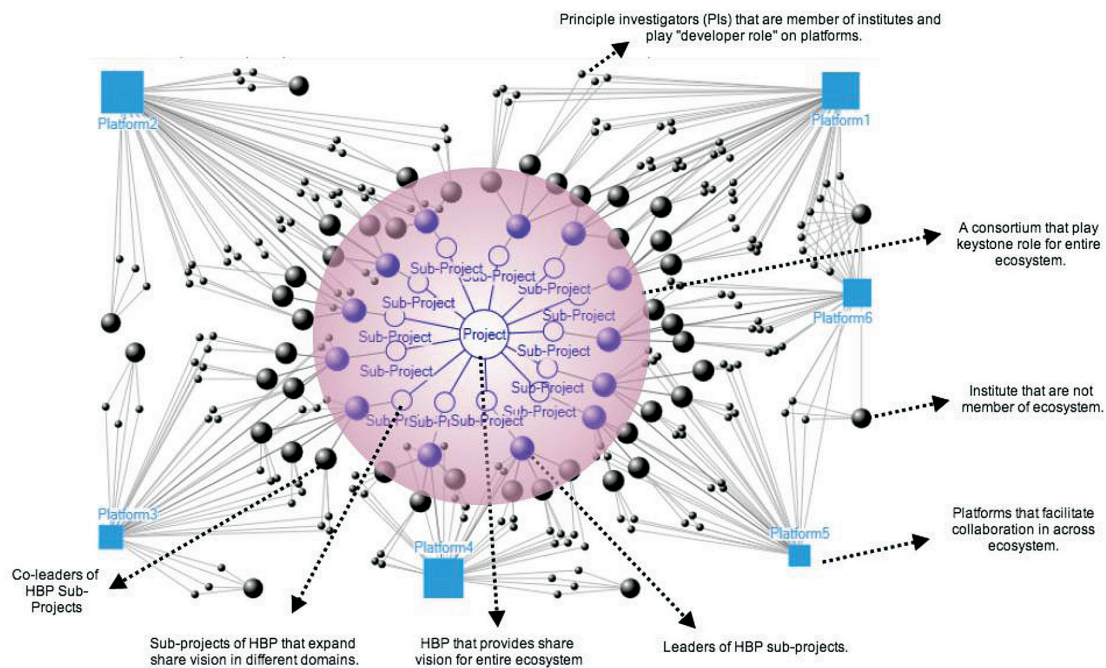 Principle investigators (PIs) that are member of institutes and
play "developer role" on platforms.
Platform2
Platform1
A consortium that play
keystone role for entire
ecosystem.
Sub-Project
Sub-Project
Sub-Project
Sub-Project
Sub-Project
Platform6
Project
Sub-Project
Sub-Project
Sub-Project
Sub-Project
Sub-Project
Sub-Project
Institute that are not
member of ecosystem.
Platform3
Platform4
Platform5
Platforms that facilitate
collaboration in across
ecosystem.
Co-leaders of
HBP Sub-
Projects
Sub-projects of HBP that expand
share vision in different domains.
HBP that provides share
vision for entire ecosystem
Leaders of HBP sub-projects.